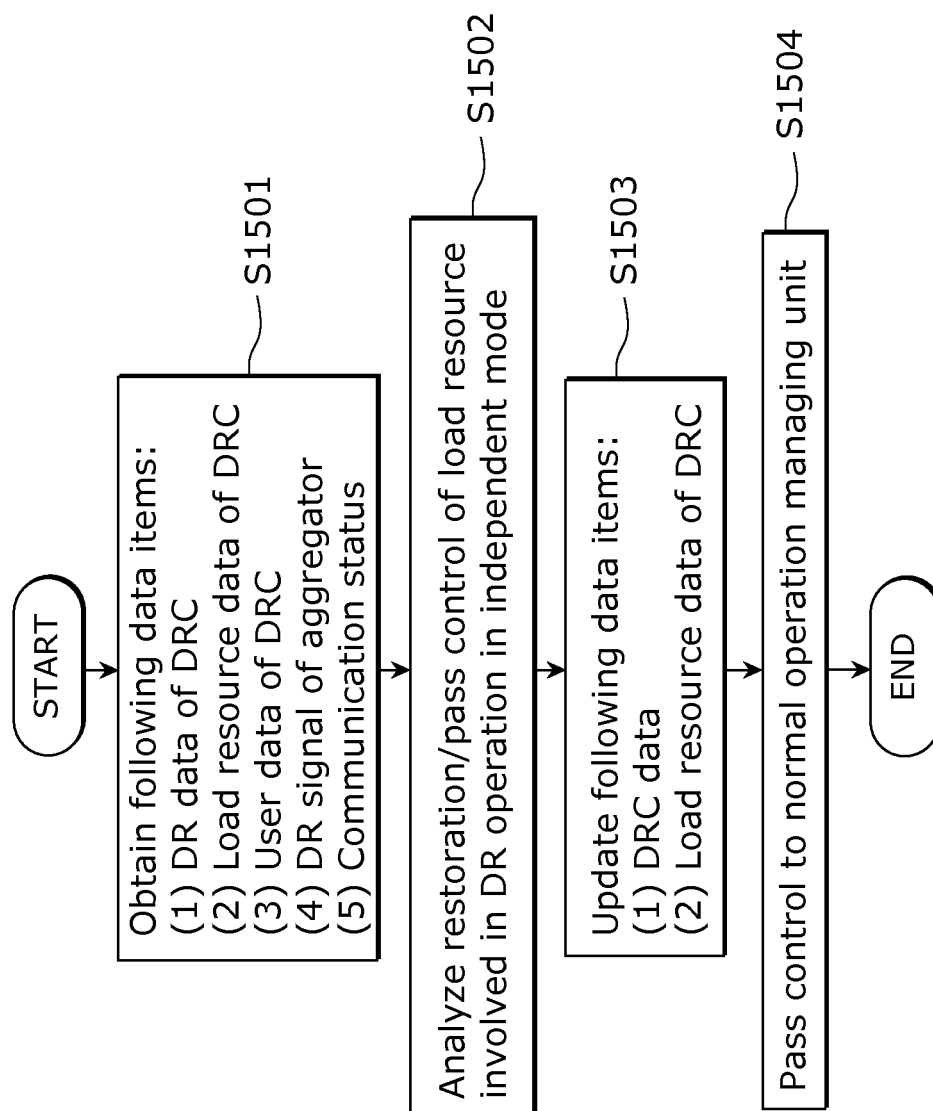 START
Obtain following data items:
(1) DR data of DRC
(2) Load resource data of DRC
(3) User data of DRC
(4) DR signal of aggregator
(5) Communication status
S1501
Analyze restoration/pass control of load resource
involved in DR operation in independent mode
S1502
Update following data items:
(1) DRC data
(2) Load resource data of DRC
S1503
Pass control to normal operation managing unit
S1504
END